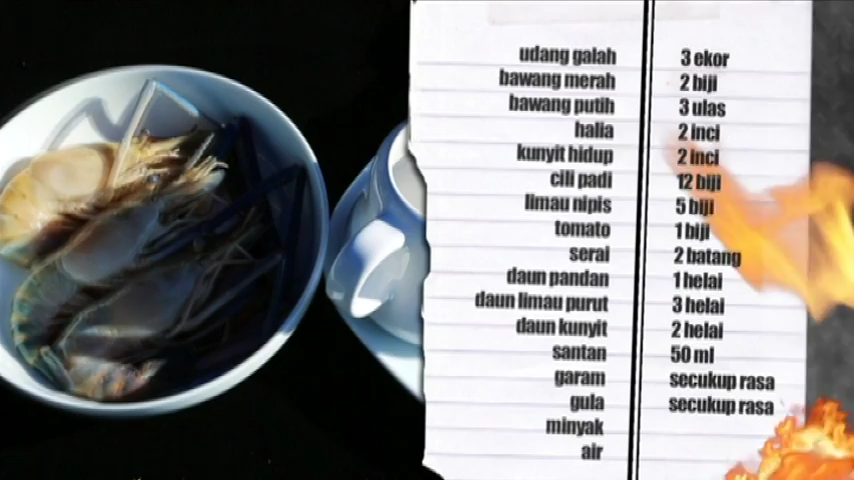 udang galah 3 ekor
bawang merah 2 biji
bawang putih 3 ulas
halia 2 inci
kunyit hidup 2 inci
cili padi 12 biji
limau nipis 5 biji
tomato 1 biji
serai 2 batang
daun pandan 1 helai
daun limau purut 3 helai
daun kunyit 2 helai
santan 50 ml
garam secukup rasa
gula secukup rasa
minyak
air